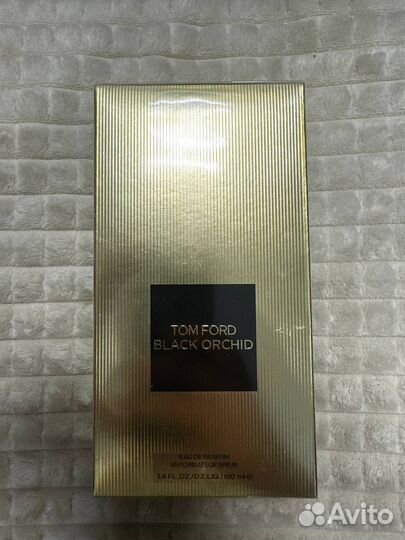 TOM FORD
BLACK ORCHID
EAU DE PARFUM
VAPORISATEUR SPRAY
3.4 FL.OZ./OZ.LIQ. / 100 ml ℮
Avito